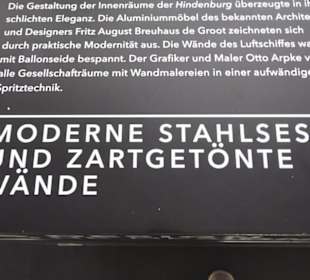 Die Gestaltung der Innenräume der Hindenburg überzeugte in
schlichten Eleganz. Die Aluminiummöbel des bekannten
und Designers Fritz August Breuhaus de Groot zeichneten sich
durch praktische Modernität aus. Die Wände des Luftschiffes
mit Ballonseide bespannt. Der Grafiker und Maler Otto Arpke
alle Gesellschafträume mit Wandmalereien in einer aufwändige
Spritztechnik.
MODERNE STAHLSES
UND ZARTGETÖNTE
WÄNDE